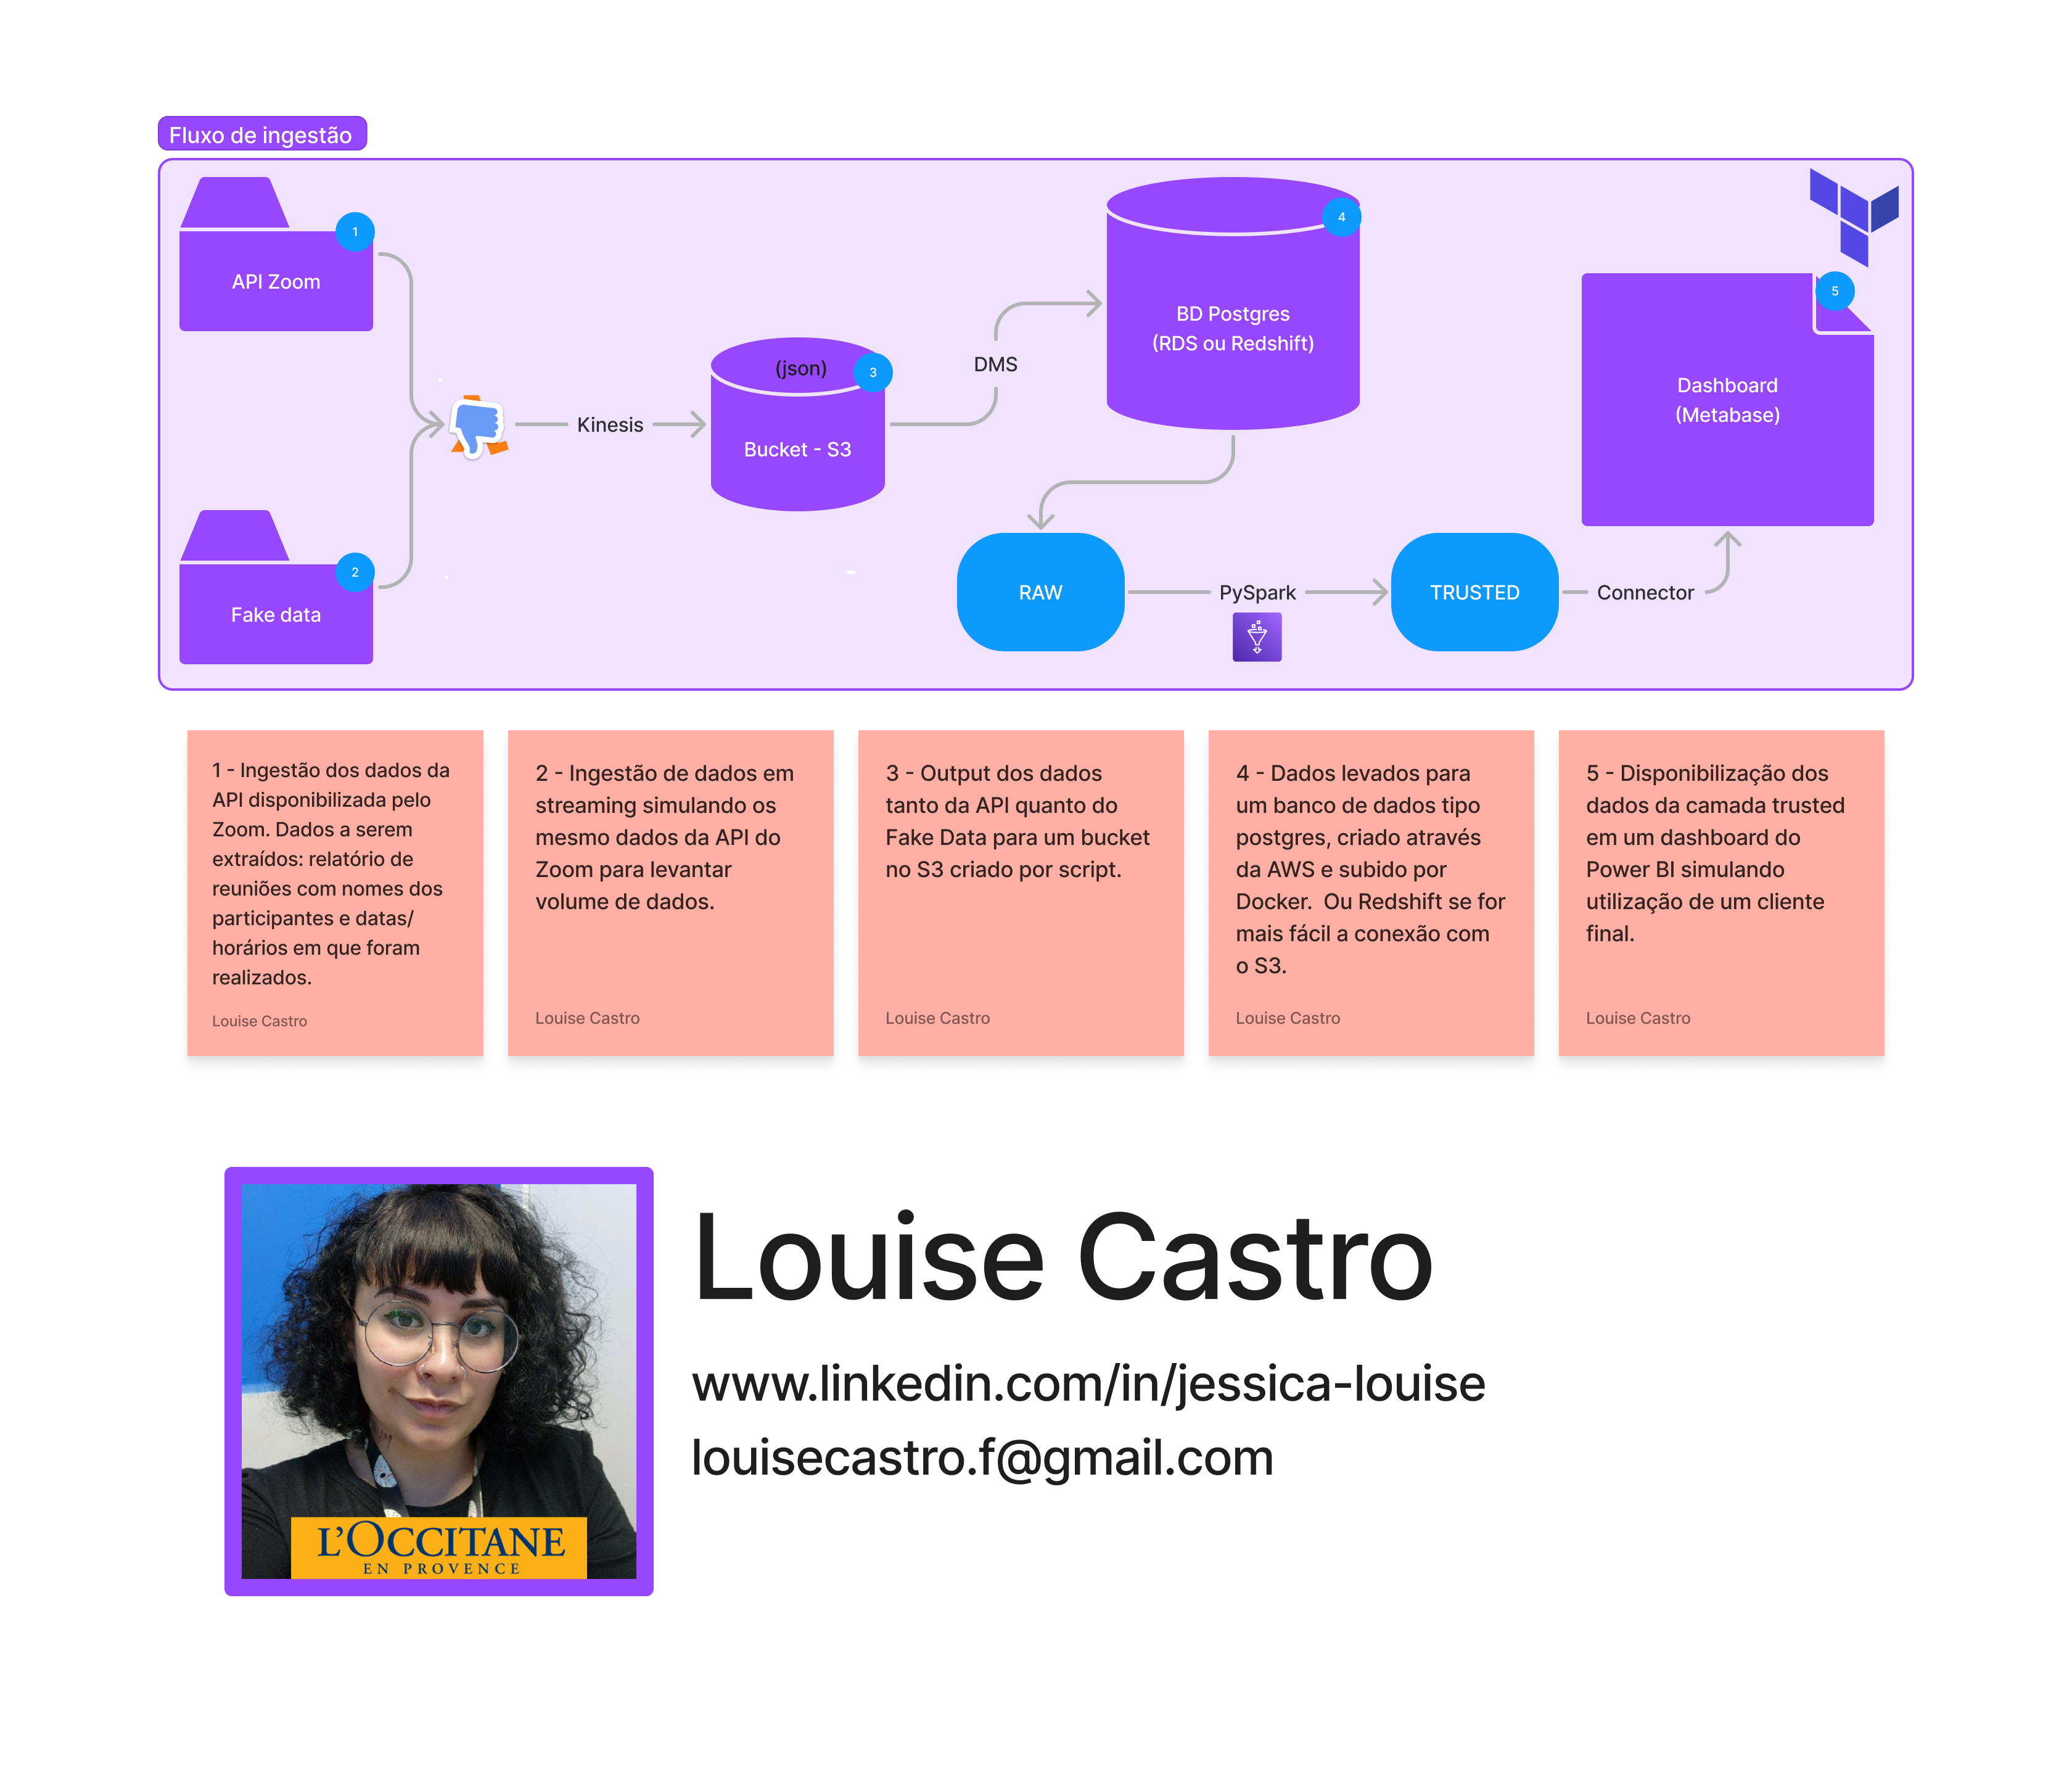 Fluxo de ingestão
1
API Zoom
2
Fake data
Kinesis
(json)
3
Bucket - S3
DMS
4
BD Postgres
(RDS ou Redshift)
RAW
PySpark
TRUSTED
Connector
5
Dashboard
(Metabase)
1 - Ingestão dos dados da
API disponibilizada pelo
Zoom. Dados a serem
extraídos: relatório de
reuniões com nomes dos
participantes e datas/
horários em que foram
realizados.
Louise Castro
2 - Ingestão de dados em
streaming simulando os
mesmo dados da API do
Zoom para levantar
volume de dados.
Louise Castro
3 - Output dos dados
tanto da API quanto do
Fake Data para um bucket
no S3 criado por script.
Louise Castro
4 - Dados levados para
um banco de dados tipo
postgres, criado através
da AWS e subido por
Docker.  Ou Redshift se for
mais fácil a conexão com
o S3.
Louise Castro
5 - Disponibilização dos
dados da camada trusted
em um dashboard do
Power BI simulando
utilização de um cliente
final.
Louise Castro
L'OCCITANE
EN PROVENCE
Louise Castro
www.linkedin.com/in/jessica-louise
louisecastro.f@gmail.com